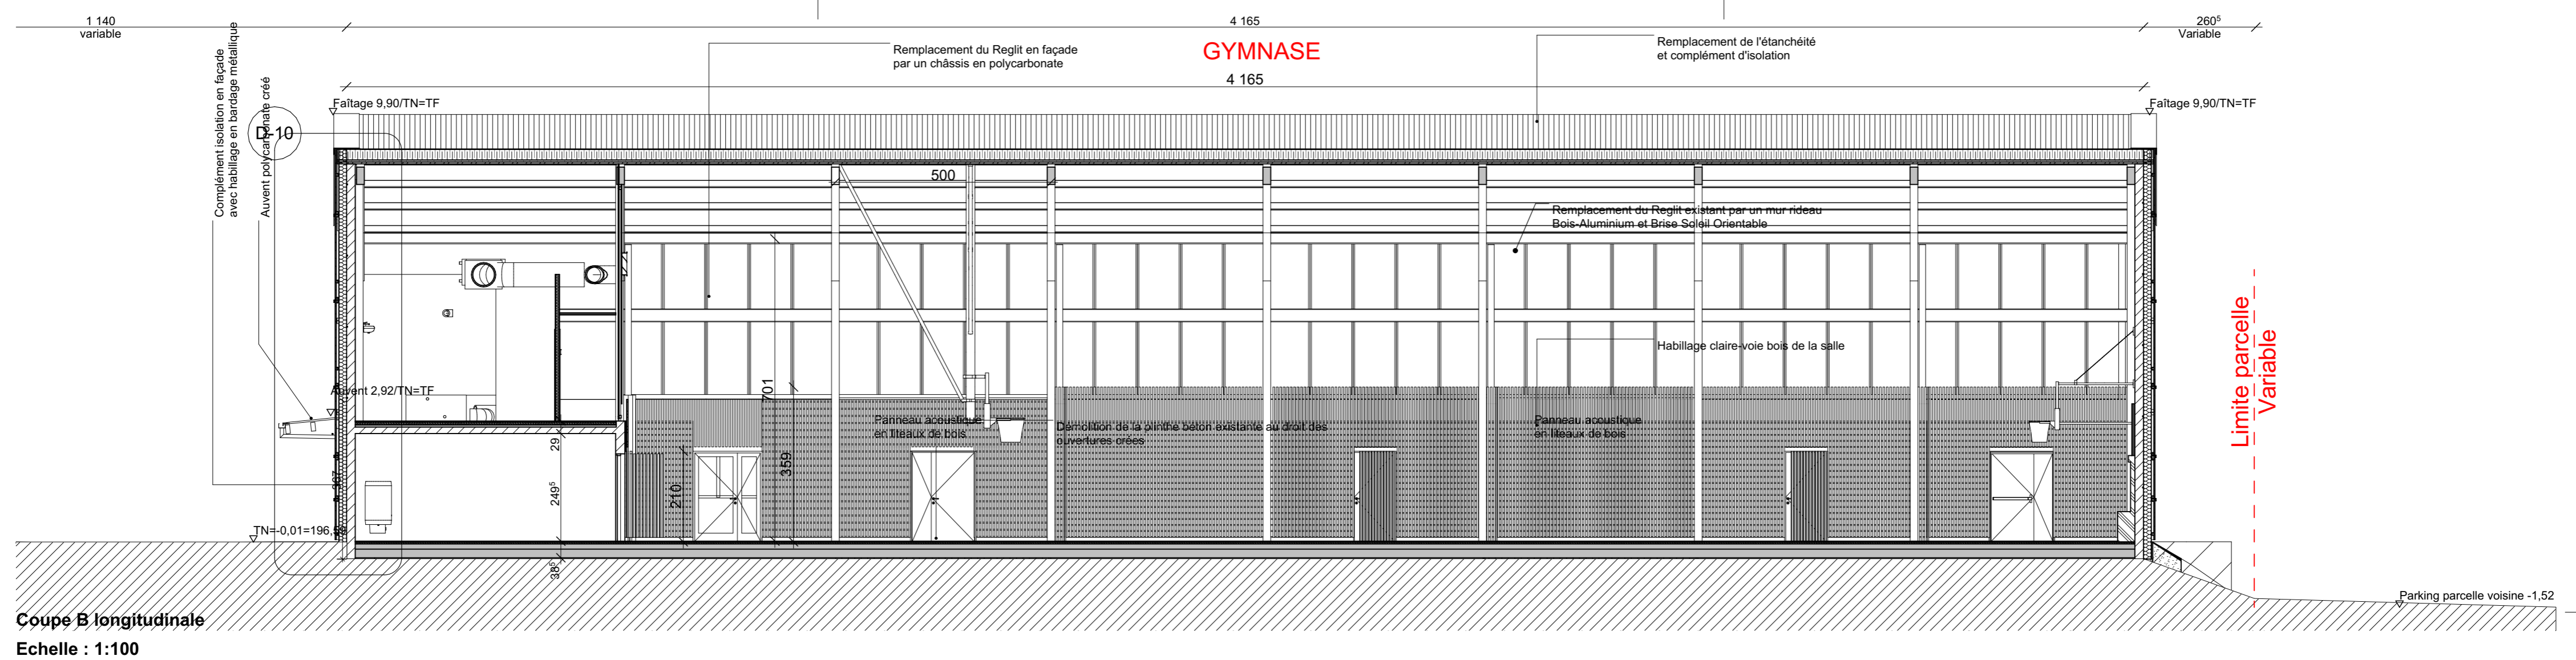 1 140
variable
4 165
260⁵
Variable
GYMNASE
4 165
Remplacement du Reglit en façade
par un châssis en polycarbonate
Remplacement de l'étanchéité
et complément d'isolation
Complément isolation en façade
avec habillage en bardage métallique
Auvent polycarbonate créé
Faîtage 9,90/TN=TF
Faîtage 9,90/TN=TF
D-10
500
Remplacement du Reglit existant par un mur rideau
Bois-Aluminium et Brise Soleil Orientable
Habillage claire-voie bois de la salle
Limite parcelle
Variable
Auvent 2,92/TN=TF
701
359
210
Panneau acoustique
en liteaux de bois
Démolition de la plinthe béton existante au droit des
ouvertures crées
Panneau acoustique
en liteaux de bois
29
249⁵
38⁵
TN=-0,01=196,
Parking parcelle voisine -1,52
Coupe B longitudinale
Echelle : 1:100